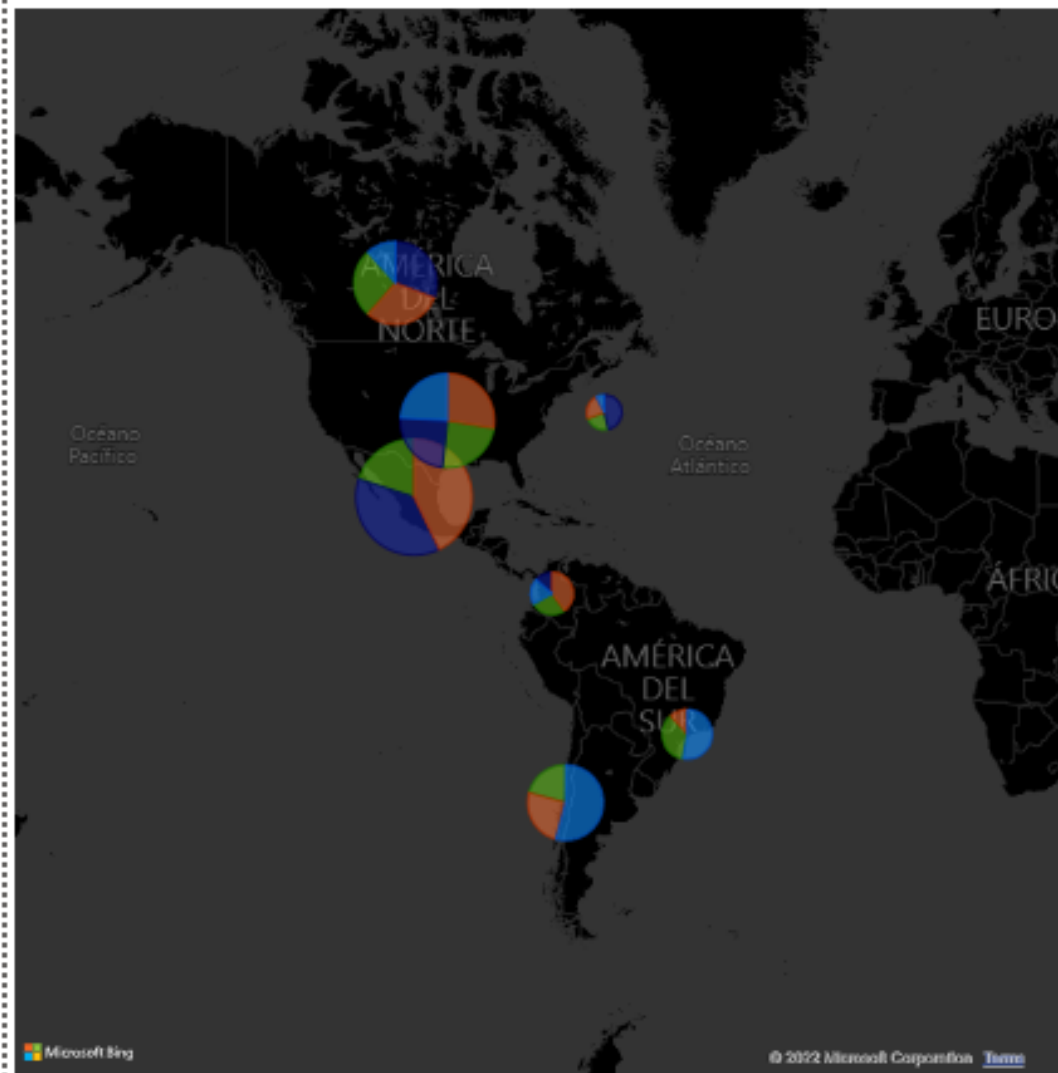 AMÉRICA
DEL
NORTE
EURO
Océano
Pacífico
Océano
Atlántico
ÁFRIC
AMÉRICA
DEL
SUR
Microsoft Bing
© 2022 Microsoft Corporation Terms